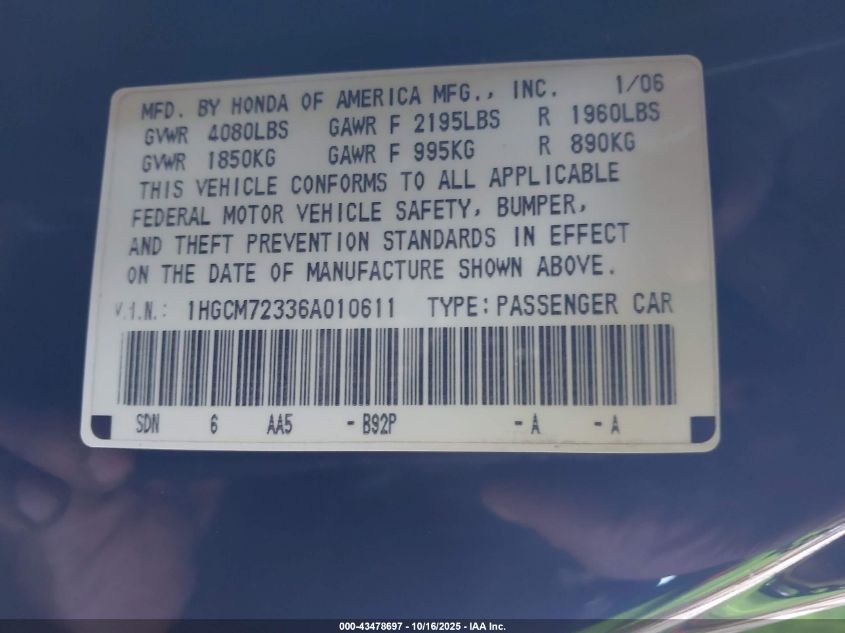 MFD. BY HONDA OF AMERICA MFG., INC. 1/06
GVWR 4080LBS GAWR F 2195LBS R 1960LBS
GVWR 1850KG GAWR F 995KG R 890KG
THIS VEHICLE CONFORMS TO ALL APPLICABLE
FEDERAL MOTOR VEHICLE SAFETY, BUMPER,
AND THEFT PREVENTION STANDARDS IN EFFECT
ON THE DATE OF MANUFACTURE SHOWN ABOVE.
V.I.N.: 1HGCM72336A010611 TYPE: PASSENGER CAR
SDN 6 AA5 - B92P - A - A
000-43478697 - 10/16/2025 - IAA Inc.